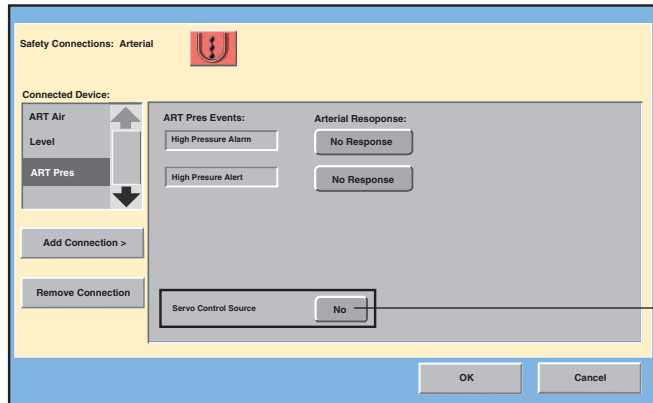 Safety Connections: Arterial
Connected Device:
ART Air
Level
ART Pres
Add Connection >
Remove Connection
ART Pres Events:
Arterial Resoponse:
High Pressure Alarm
No Response
High Presure Alert
No Response
Servo Control Source
No
OK
Cancel